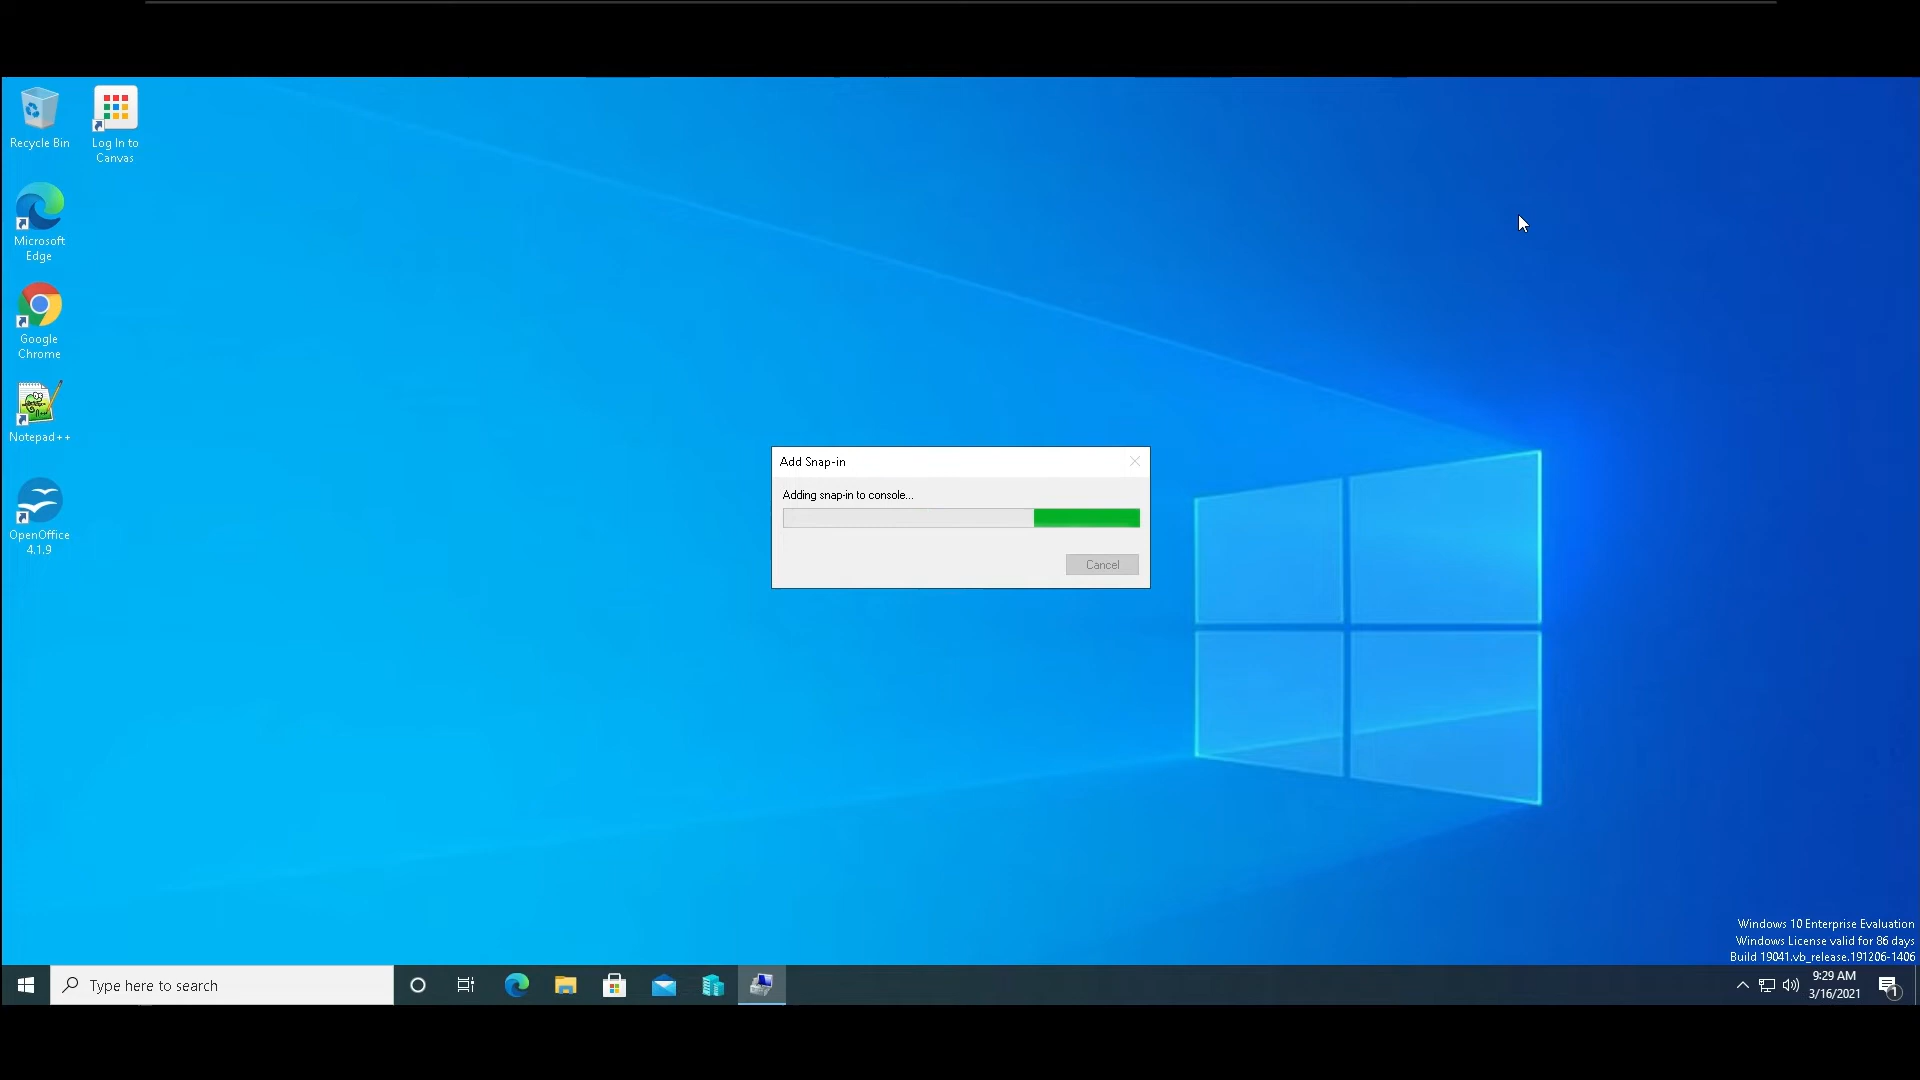 Recycle Bin
Log In to
Canvas
Microsoft
Edge
Google
Chrome
Notepad++
OpenOffice
4.1.9
Add Snap-in
Adding snap-in to console...
Cancel
Windows 10 Enterprise Evaluation
Windows License valid for 86 days
Build 19041.vb_release.191206-1406
Type here to search
9:29 AM
3/16/2021
1